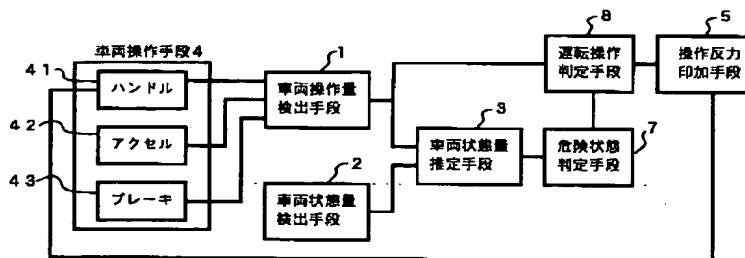 車両操作手段4
41
ハンドル
42
アクセル
43
ブレーキ
1
車両操作量
検出手段
2
車両状態量
検出手段
3
車両状態量
推定手段
8
運転操作
判定手段
5
操作反力
印加手段
危険状態
判定手段
7